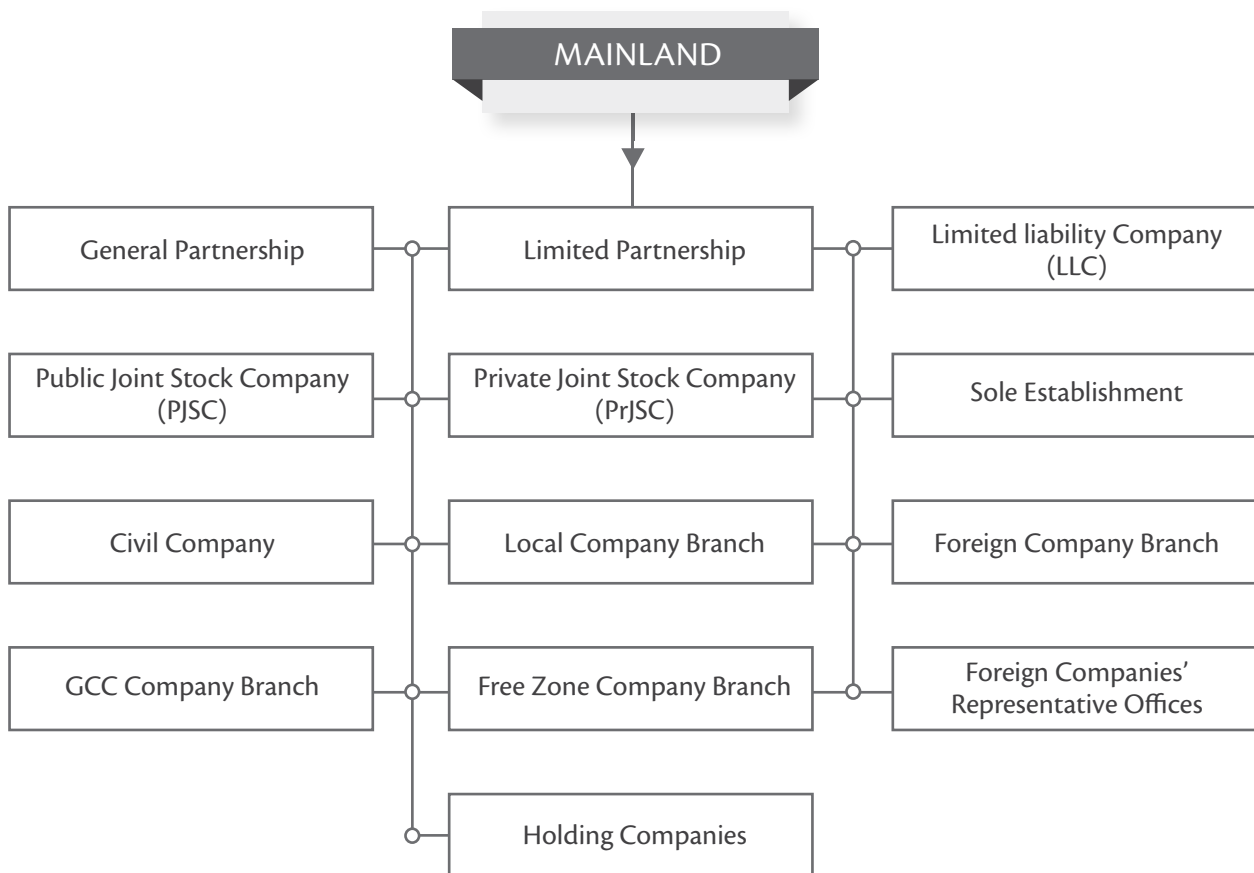 MAINLAND
General Partnership
Limited Partnership
Limited liability Company
(LLC)
Public Joint Stock Company
(PJSC)
Private Joint Stock Company
(PrJSC)
Sole Establishment
Civil Company
Local Company Branch
Foreign Company Branch
GCC Company Branch
Free Zone Company Branch
Foreign Companies’
Representative Offices
Holding Companies